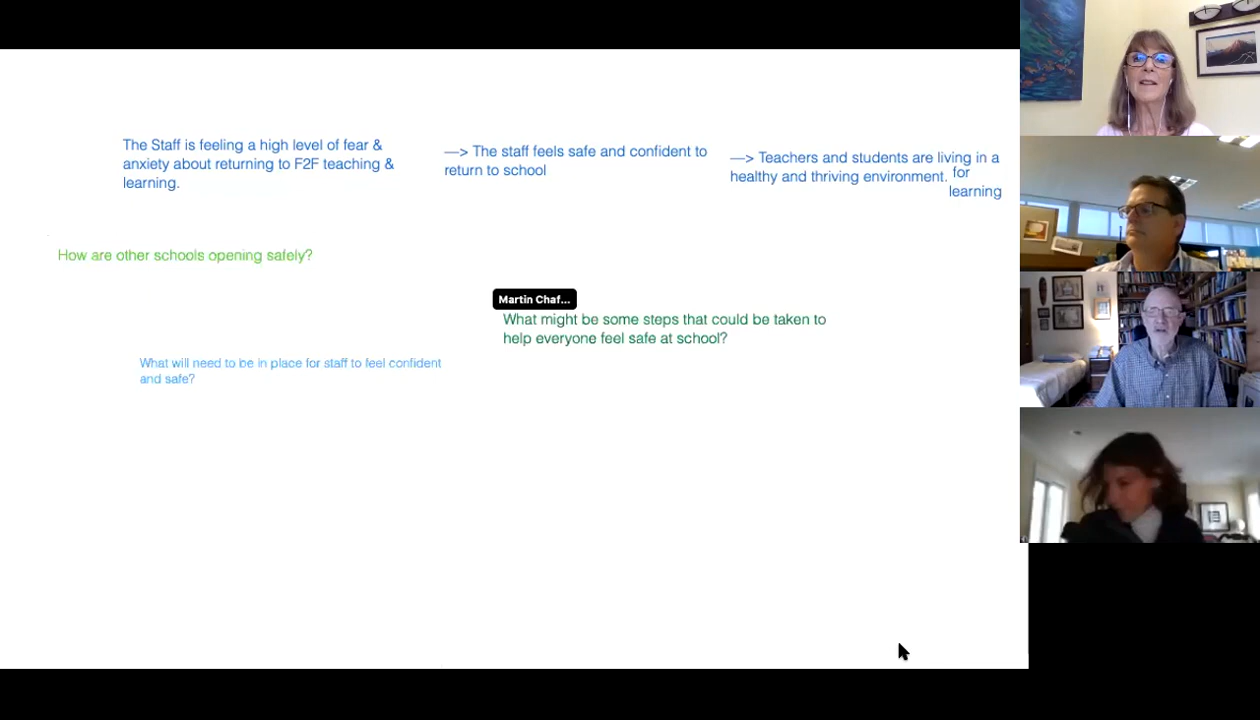 The Staff is feeling a high level of fear &
anxiety about returning to F2F teaching &
learning.
—> The staff feels safe and confident to
return to school
—> Teachers and students are living in a
healthy and thriving environment. for
learning
How are other schools opening safely?
Martin Chaf...
What might be some steps that could be taken to
help everyone feel safe at school?
What will need to be in place for staff to feel confident
and safe?